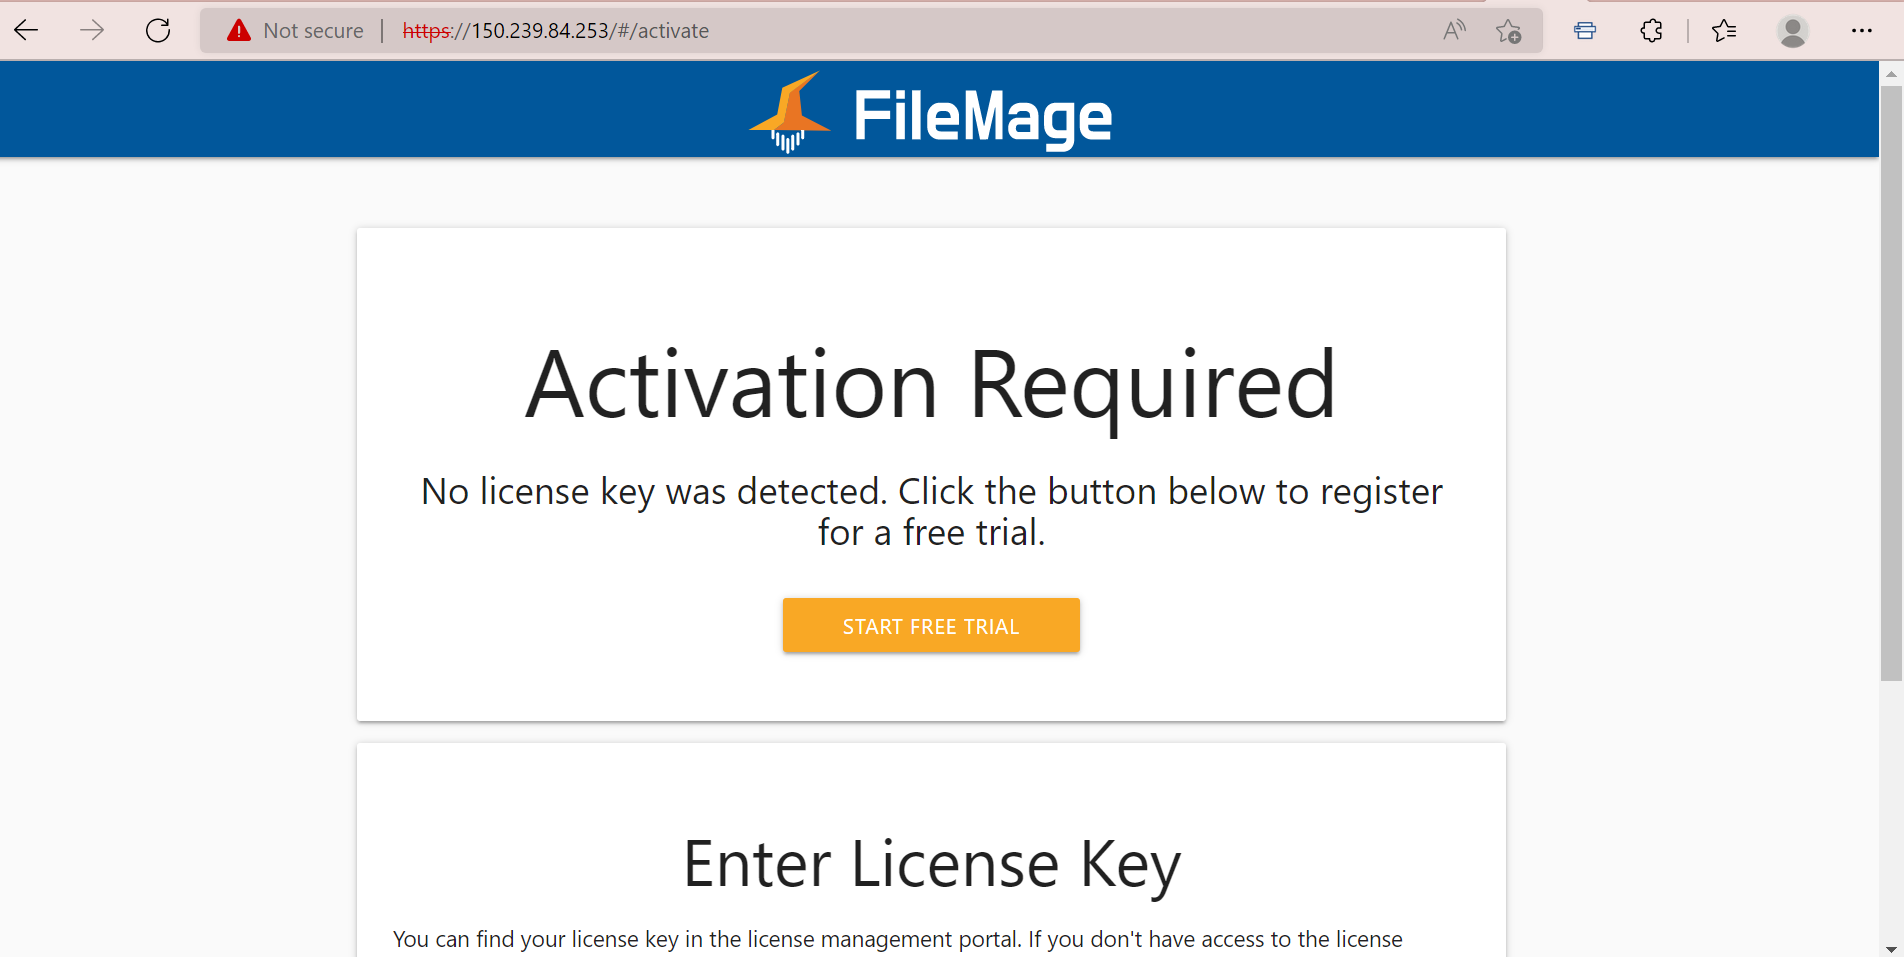 Not secure | https://150.239.84.253/#/activate
FileMage
Activation Required
No license key was detected. Click the button below to register
for a free trial.
START FREE TRIAL
Enter License Key
You can find your license key in the license management portal. If you don't have access to the license